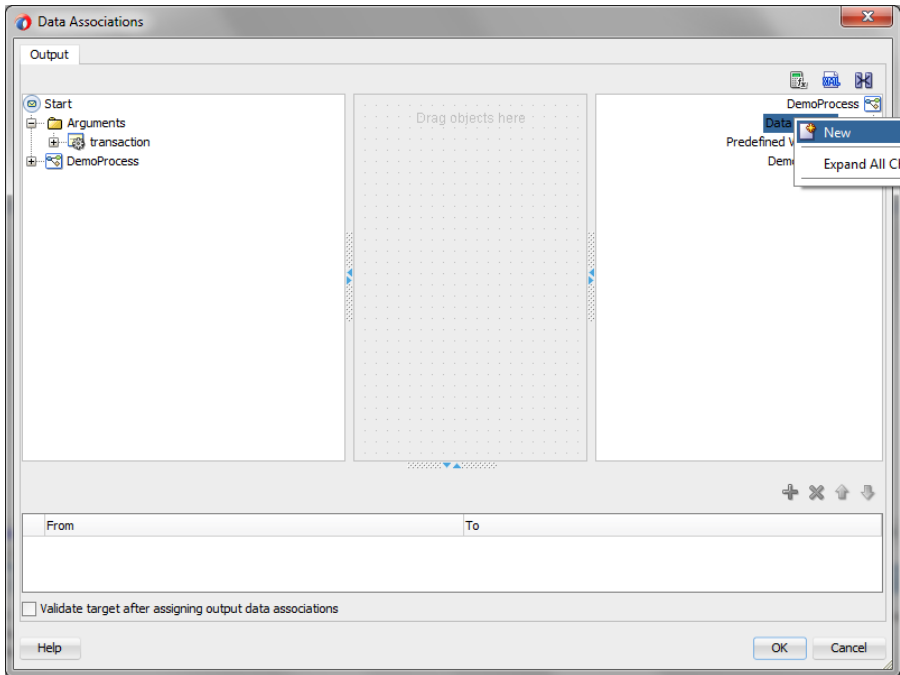 Data Associations
Output
Start
Arguments
transaction
DemoProcess
Drag objects here
DemoProcess
Data
Predefined
New
Expand All
From
To
Validate target after assigning output data associations
Help
OK
Cancel